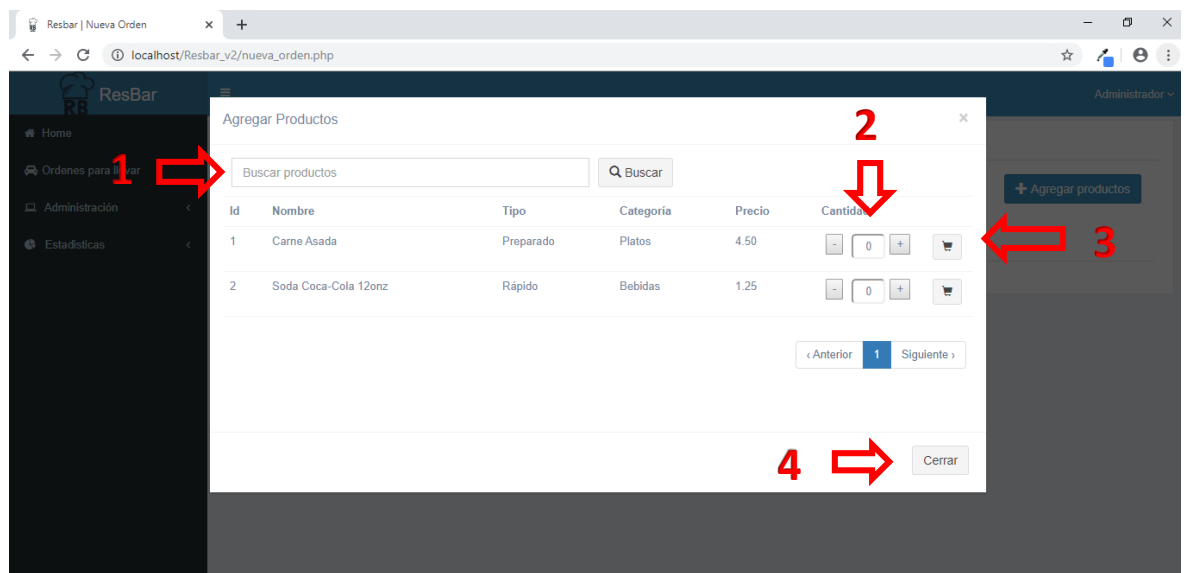 Resbar | Nueva Orden
localhost/Resbar_v2/nueva_orden.php
RB ResBar
Administrador
Agregar Productos
2
Home
1
Buscar productos
Buscar
Ordenes para llevar
Agregar productos
Administración
Id Nombre Tipo Categoría Precio Cantidad
Estadisticas
1 Carne Asada Preparado Platos 4.50 - 0 +
3
2 Soda Coca-Cola 12onz Rápido Bebidas 1.25 - 0 +
‹ Anterior 1 Siguiente ›
4
Cerrar